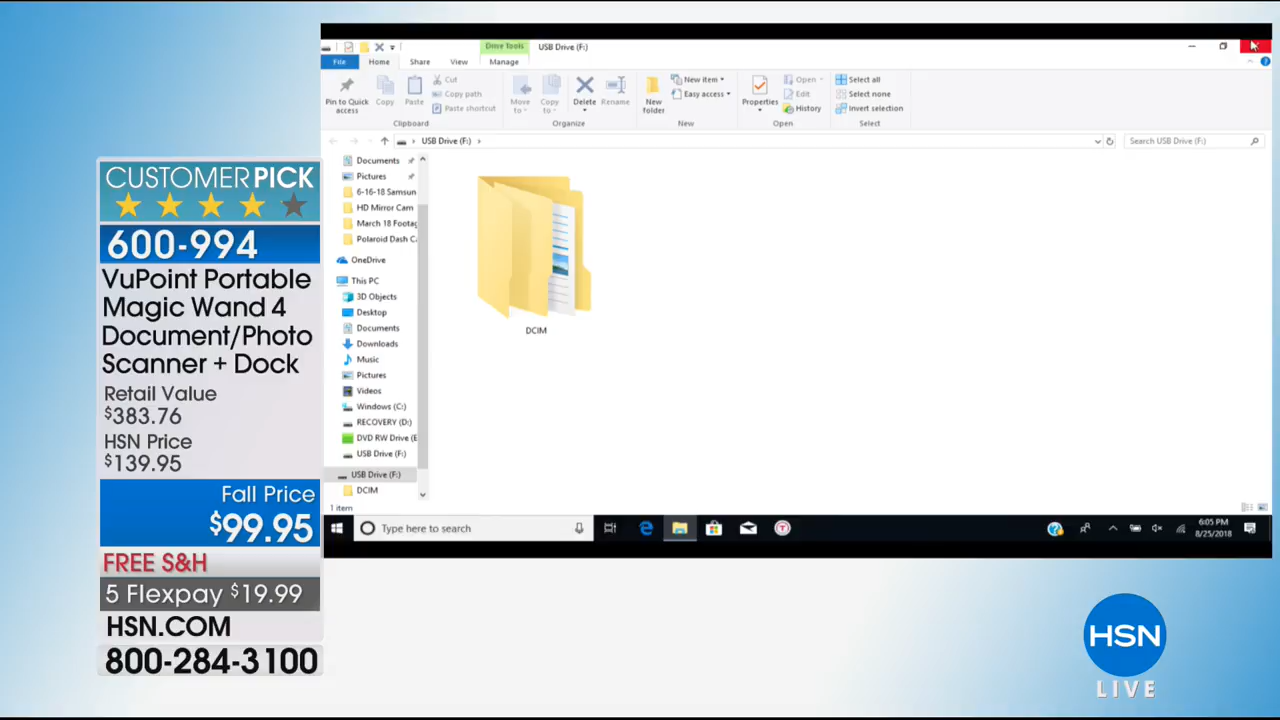 CUSTOMER PICK
600-994
VuPoint Portable
Magic Wand 4
Document/Photo
Scanner + Dock
Retail Value
$383.76
HSN Price
$139.95
Fall Price
$99.95
FREE S&H
5 Flexpay $19.99
HSN.COM
800-284-3100
Drive Tools
USB Drive (F:)
File
Home
Share
View
Manage
Pin to Quick
access
Copy
Paste
Cut
Copy path
Paste shortcut
Clipboard
Move
to
Copy
to
Delete
Rename
Organize
New
folder
New item
Easy access
New
Properties
Open
Edit
History
Open
Select all
Select none
Invert selection
Select
USB Drive (F:)
Search USB Drive (F:)
Documents
Pictures
6-16-18 Samsun
HD Mirror Cam
March 18 Footag
Polaroid Dash C
OneDrive
This PC
3D Objects
Desktop
Documents
Downloads
Music
Pictures
Videos
Windows (C:)
RECOVERY (D:)
DVD RW Drive (E
USB Drive (F:)
USB Drive (F:)
DCIM
DCIM
1 item
Type here to search
6:05 PM
8/25/2018
HSN
LIVE